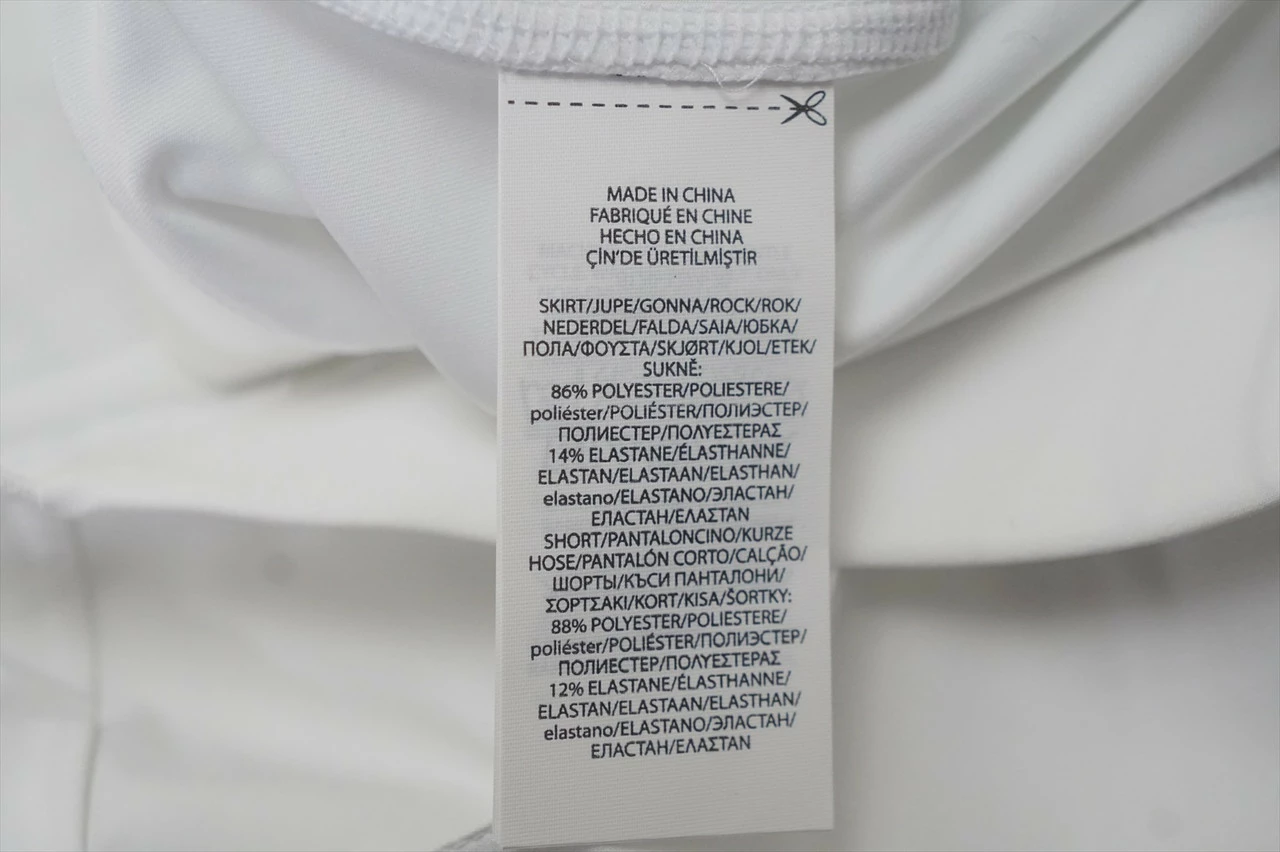 MADE IN CHINA
FABRIQUÉ EN CHINE
HECHO EN CHINA
ÇİN'DE ÜRETİLMİŞTİR
SKIRT/JUPE/GONNA/ROCK/ROK/
NEDERDEL/FALDA/SAIA/ЮБКА/
ПОЛА/ΦΟΥΣΤΑ/SKJØRT/KJOL/ETEK/
SUKNĚ:
86% POLYESTER/POLIESTERE/
poliéster/POLIÉSTER/ПОЛИЭСТЕР/
ПОЛИЕСТЕР/ΠΟΛΥΕΣΤΕΡΑΣ
14% ELASTANE/ÉLASTHANNE/
ELASTAN/ELASTAAN/ELASTHAN/
elastano/ELASTANO/ЭЛАСТАН/
ЕЛАСТАН/ΕΛΑΣΤΑΝ
SHORT/PANTALONCINO/KURZE
HOSE/PANTALÓN CORTO/CALÇÃO/
ШОРТЫ/КЪСИ ПАНТАЛОНИ/
ΣΟΡΤΣΑΚΙ/KORT/KISA/ŠORTKY:
88% POLYESTER/POLIESTERE/
poliéster/POLIÉSTER/ПОЛИЭСТЕР/
ПОЛИЕСТЕР/ΠΟΛΥΕΣΤΕΡΑΣ
12% ELASTANE/ÉLASTHANNE/
ELASTAN/ELASTAAN/ELASTHAN/
elastano/ELASTANO/ЭЛАСТАН/
ЕЛАСТАН/ΕΛΑΣΤΑΝ